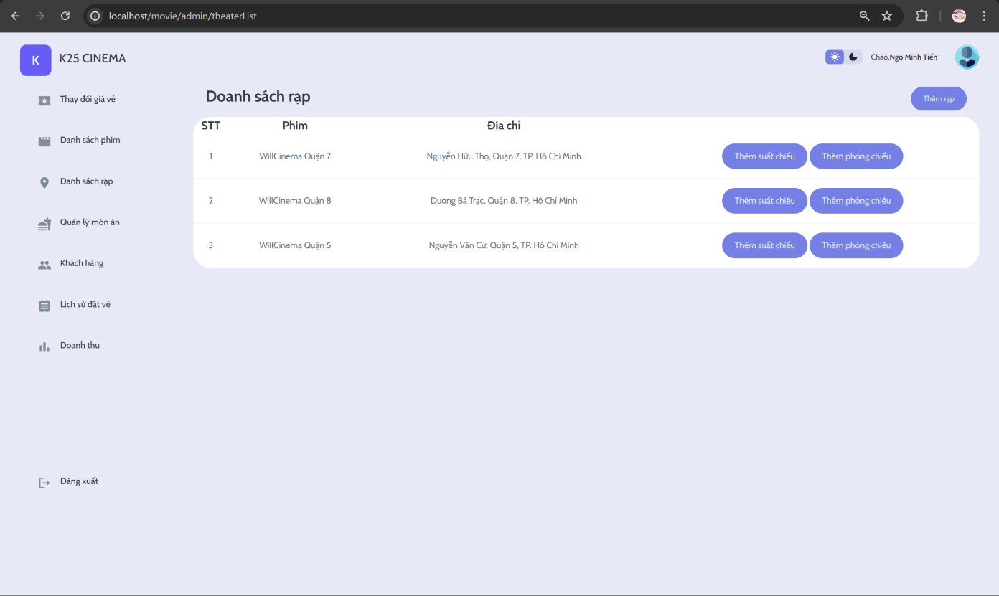 localhost/movie/admin/theaterList
K
K25 CINEMA
Chào,Ngô Minh Tiến
Thay đổi giá vé
Danh sách phim
Danh sách rạp
Quản lý món ăn
Khách hàng
Lịch sử đặt vé
Doanh thu
Đăng xuất
Doanh sách rạp
Thêm rạp
STT Phim Địa chỉ
1 WillCinema Quận 7 Nguyễn Hữu Thọ, Quận 7, TP. Hồ Chí Minh Thêm suất chiếu Thêm phòng chiếu
2 WillCinema Quận 8 Dương Bá Trạc, Quận 8, TP. Hồ Chí Minh Thêm suất chiếu Thêm phòng chiếu
3 WillCinema Quận 5 Nguyễn Văn Cừ, Quận 5, TP. Hồ Chí Minh Thêm suất chiếu Thêm phòng chiếu